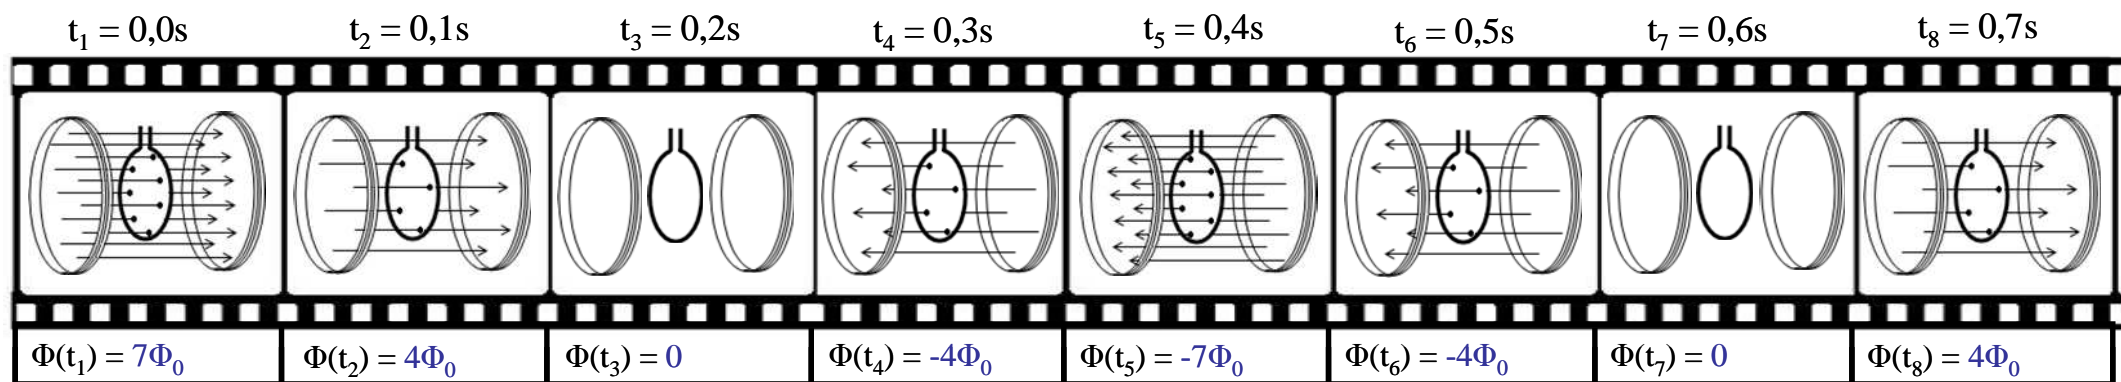 t₁ = 0,0s t₂ = 0,1s t₃ = 0,2s t₄ = 0,3s t₅ = 0,4s t₆ = 0,5s t₇ = 0,6s t₈ = 0,7s
Φ(t₁) = 7Φ₀ Φ(t₂) = 4Φ₀ Φ(t₃) = 0 Φ(t₄) = -4Φ₀ Φ(t₅) = -7Φ₀ Φ(t₆) = -4Φ₀ Φ(t₇) = 0 Φ(t₈) = 4Φ₀